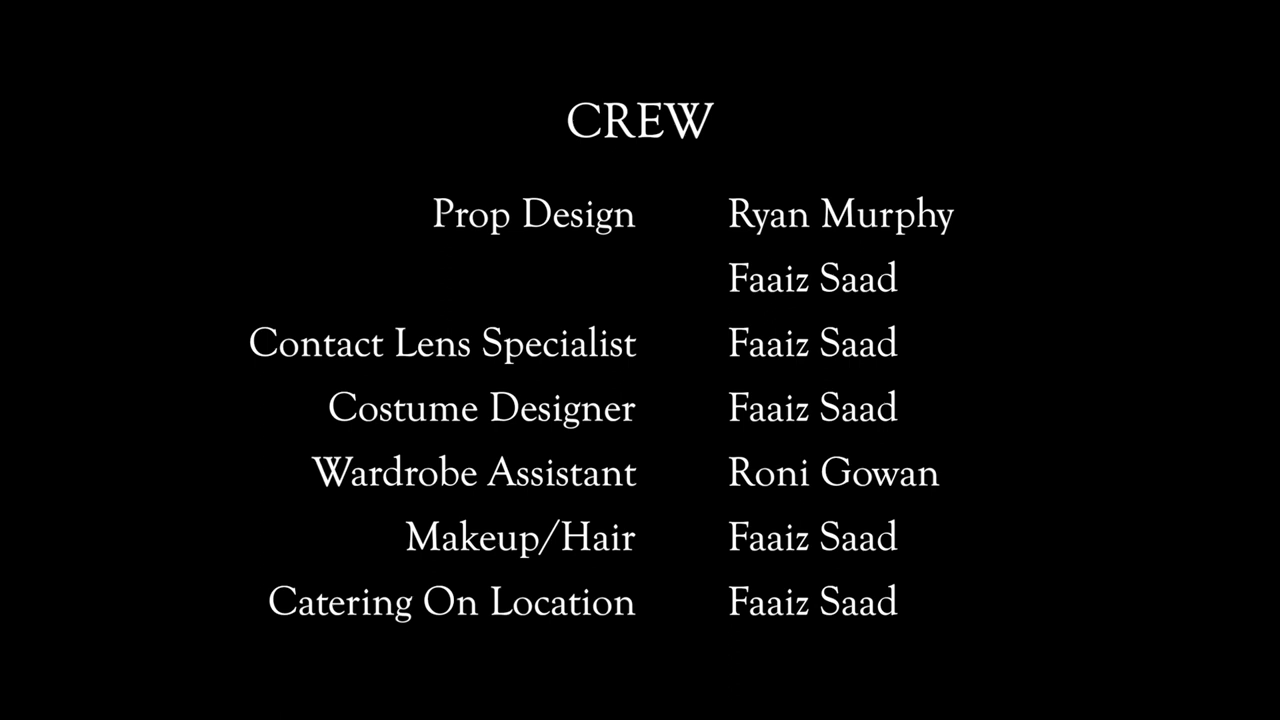 CREW
Prop Design Ryan Murphy
Faaiz Saad
Contact Lens Specialist Faaiz Saad
Costume Designer Faaiz Saad
Wardrobe Assistant Roni Gowan
Makeup/Hair Faaiz Saad
Catering On Location Faaiz Saad